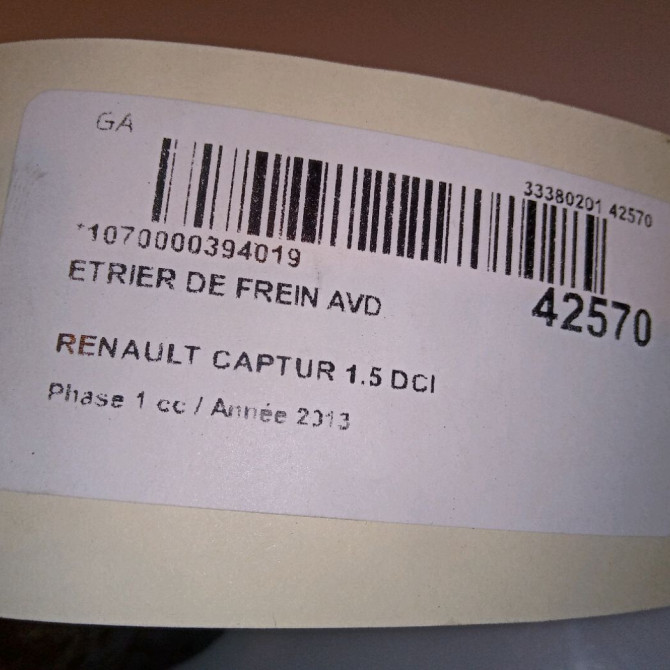 GA
33380201 42570
*1070000394019
42570
ETRIER DE FREIN AVD
RENAULT CAPTUR 1.5 DCI
Phase 1 cc / Année 2013